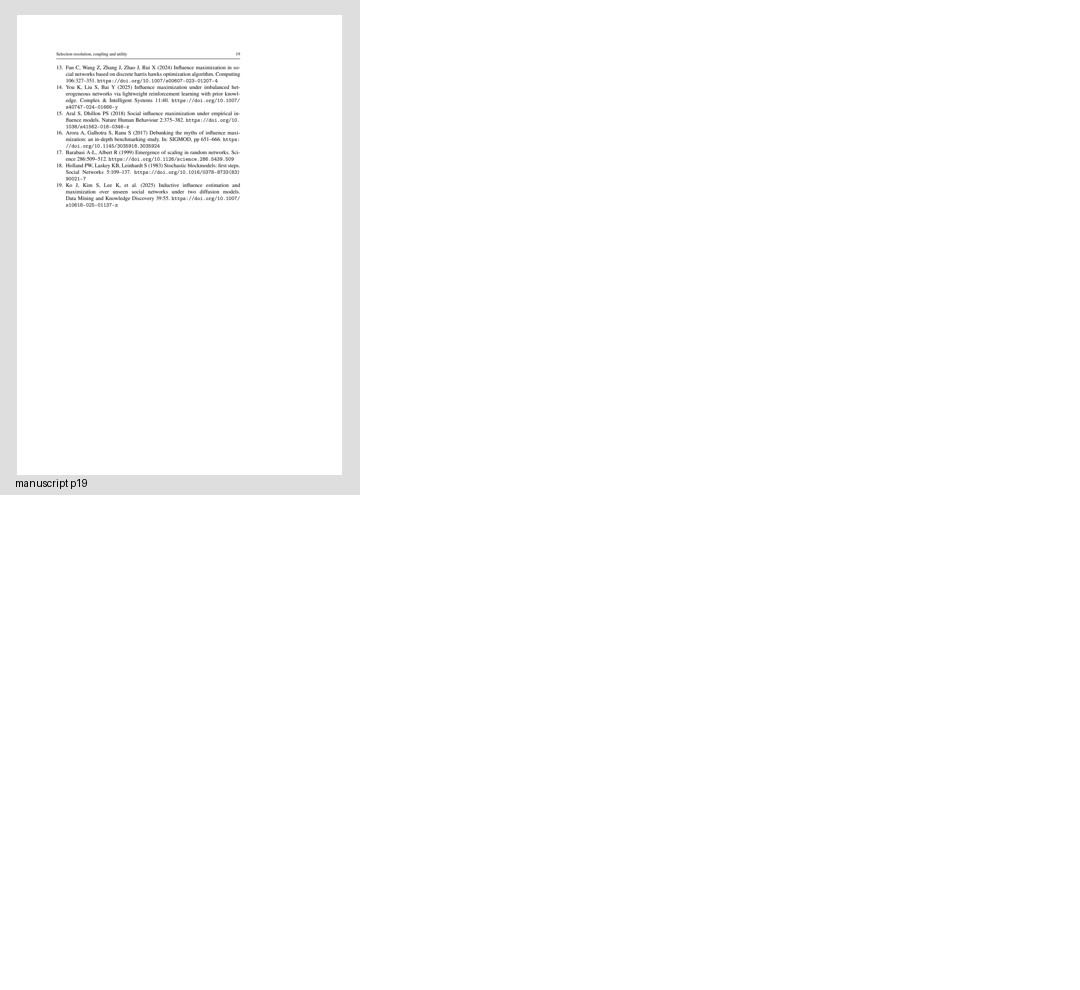 Selection resolution, coupling and utility 19
13. Fan C, Wang Z, Zhang J, Zhao J, Rui X (2024) Influence maximization in so-
cial networks based on discrete harris hawks optimization algorithm. Computing
106:327–351. https://doi.org/10.1007/s00607-023-01207-4
14. You K, Liu S, Bai Y (2025) Influence maximization under imbalanced het-
erogeneous networks via lightweight reinforcement learning with prior knowl-
edge. Complex & Intelligent Systems 11:40. https://doi.org/10.1007/
s40747-024-01666-y
15. Aral S, Dhillon PS (2018) Social influence maximization under empirical in-
fluence models. Nature Human Behaviour 2:375–382. https://doi.org/10.
1038/s41562-018-0346-z
16. Arora A, Galhotra S, Ranu S (2017) Debunking the myths of influence maxi-
mization: an in-depth benchmarking study. In: SIGMOD, pp 651–666. https:
//doi.org/10.1145/3035918.3035924
17. Barabasi A-L, Albert R (1999) Emergence of scaling in random networks. Sci-
ence 286:509–512. https://doi.org/10.1126/science.286.5439.509
18. Holland PW, Laskey KB, Leinhardt S (1983) Stochastic blockmodels: first steps.
Social Networks 5:109–137. https://doi.org/10.1016/0378-8733(83)
90021-7
19. Ko J, Kim S, Lee K, et al. (2025) Inductive influence estimation and
maximization over unseen social networks under two diffusion models.
Data Mining and Knowledge Discovery 39:55. https://doi.org/10.1007/
s10618-025-01137-z
manuscript p19